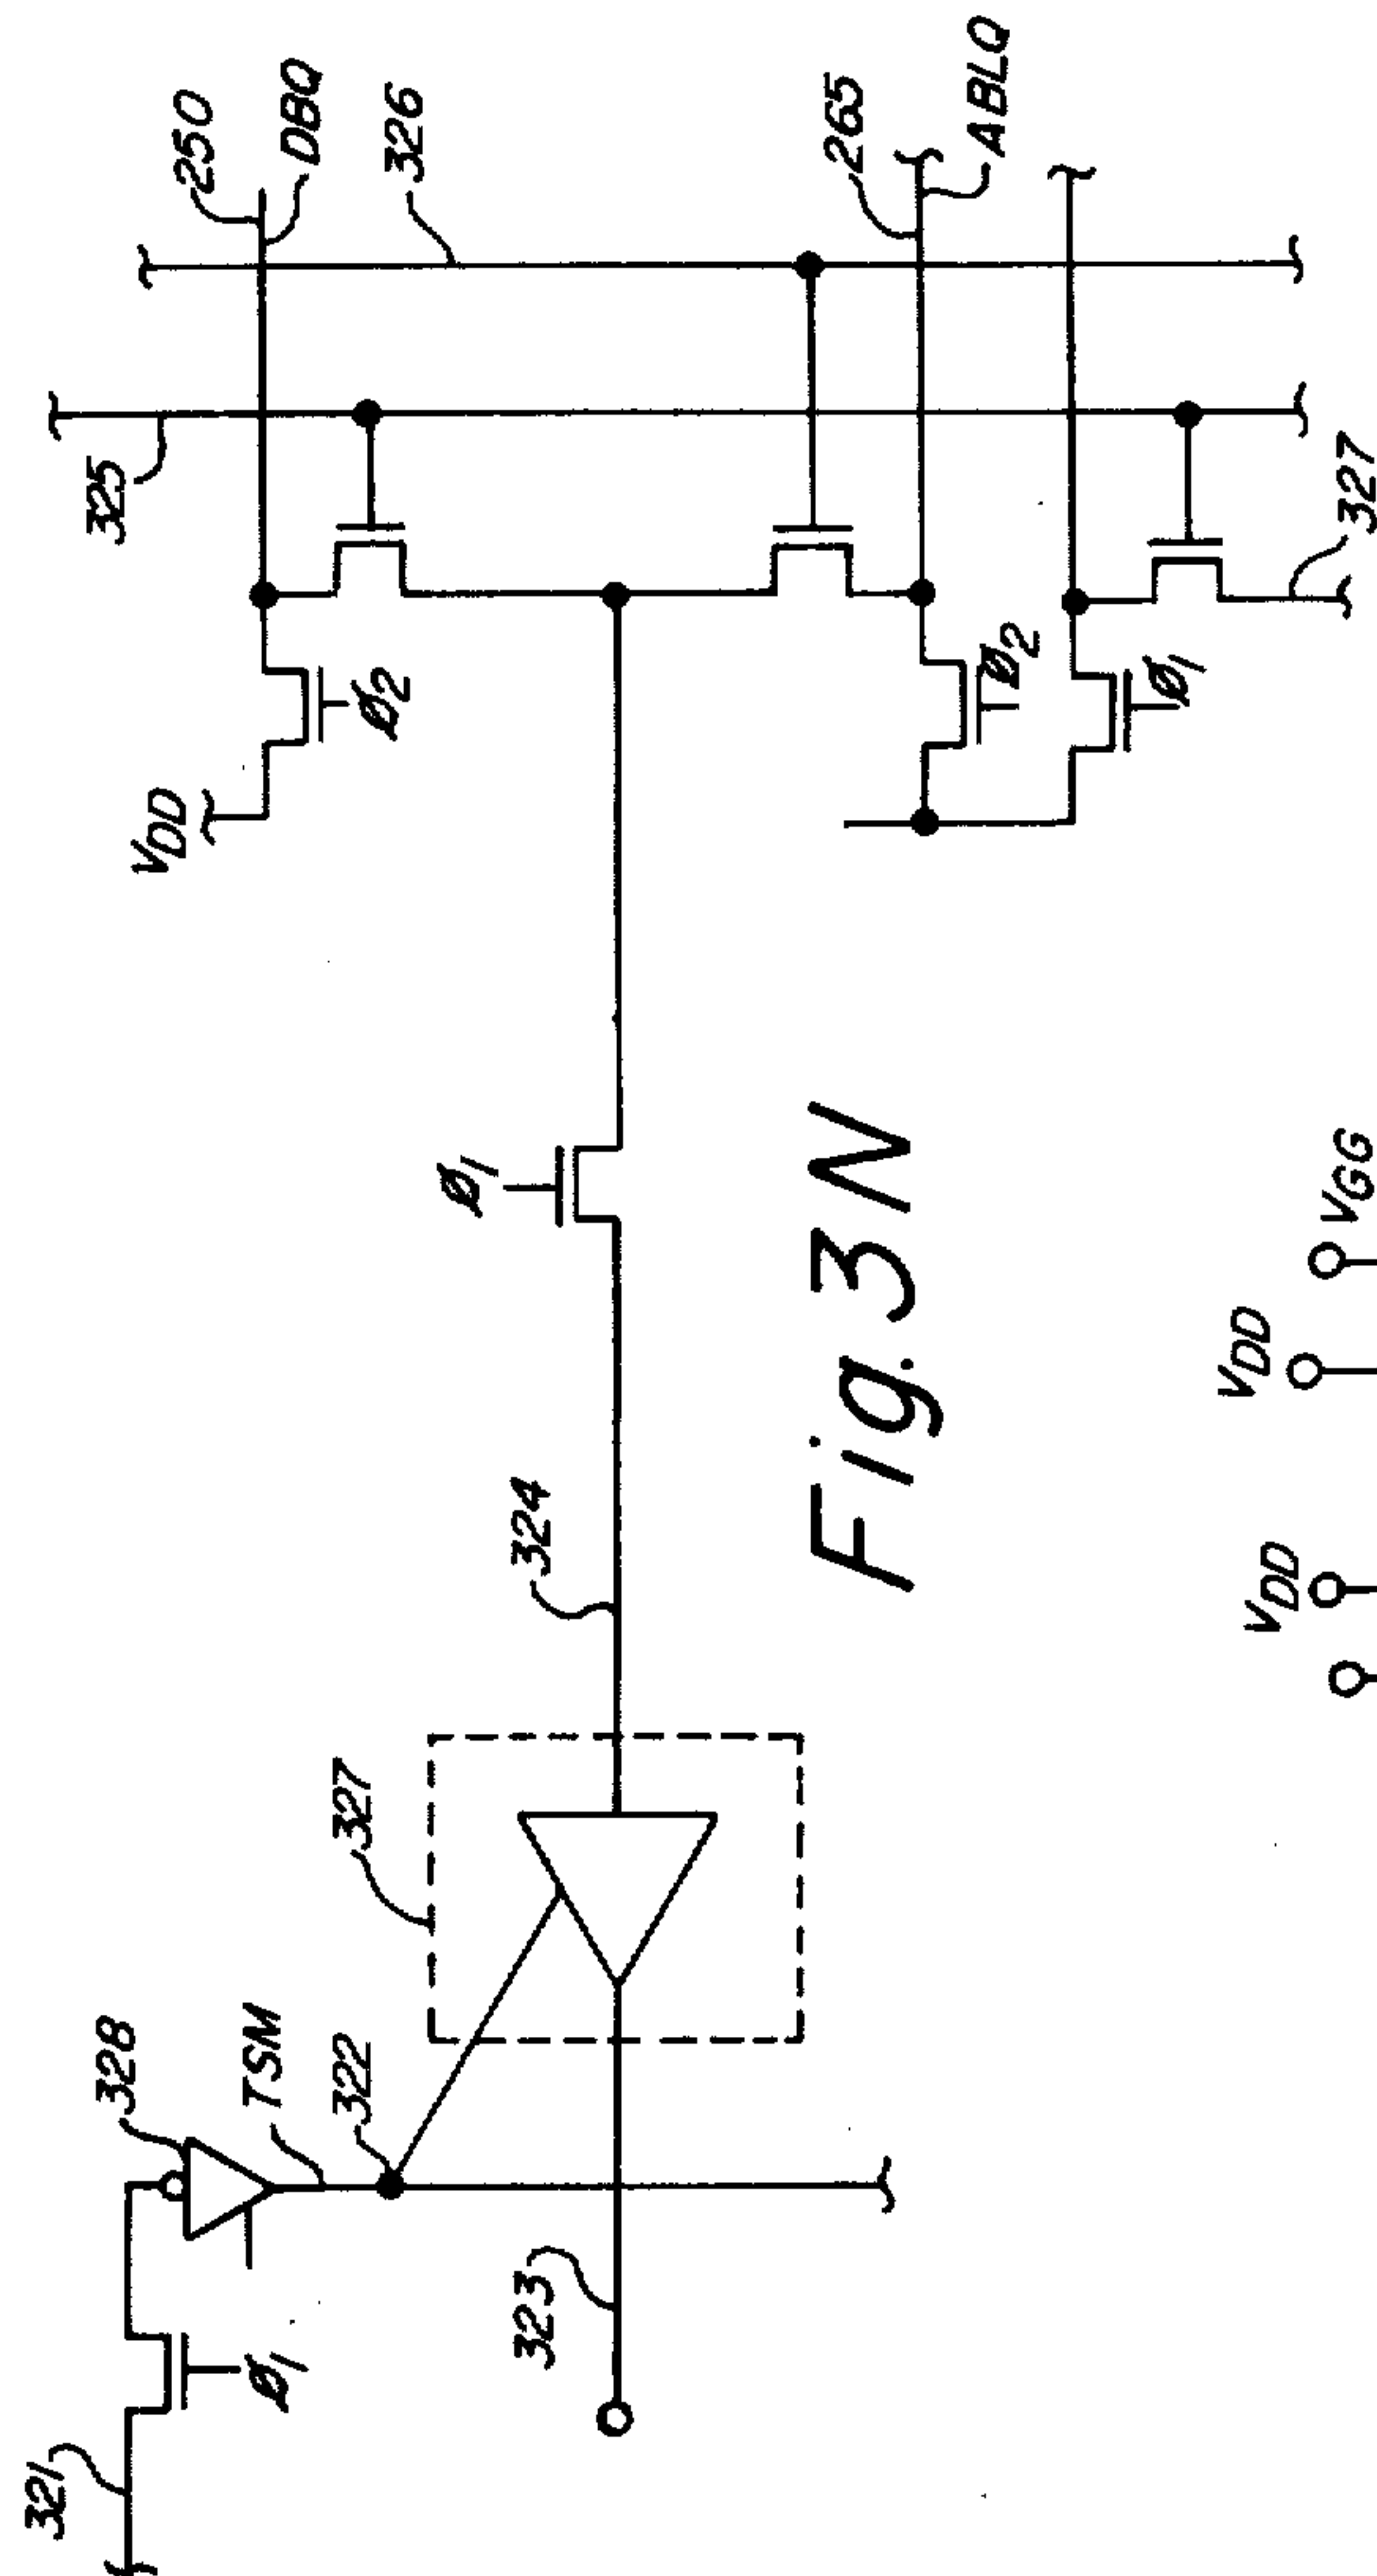 250
DBQ
326
265
ABLQ
325
327
VDD
Ø2
Ø2
Ø1
Ø1
324
327
328
TSM
322
323
Ø1
321
Fig. 3N
VDD
VDD
VGG